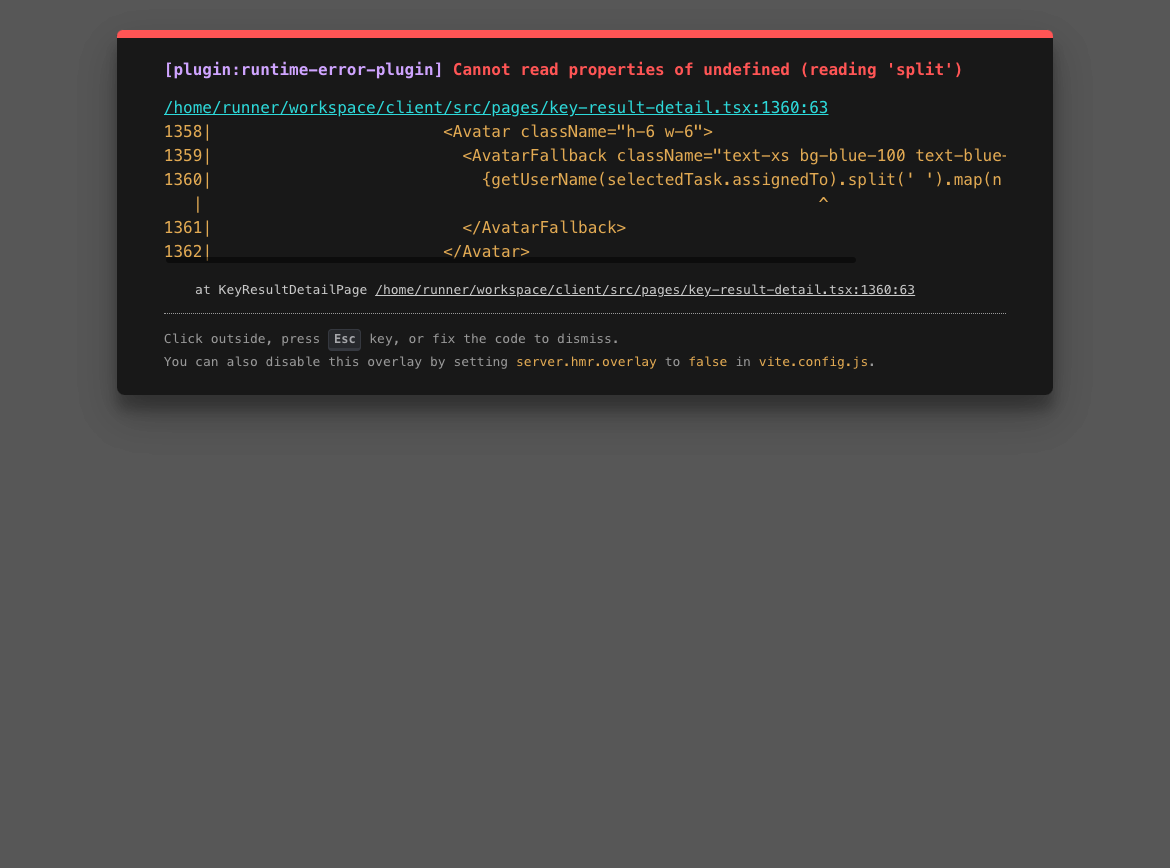 [plugin:runtime-error-plugin] Cannot read properties of undefined (reading 'split')
/home/runner/workspace/client/src/pages/key-result-detail.tsx:1360:63
1358|                        <Avatar className="h-6 w-6">
1359|                          <AvatarFallback className="text-xs bg-blue-100 text-blue-
1360|                            {getUserName(selectedTask.assignedTo).split(' ').map(n
   |                                                                ^
1361|                          </AvatarFallback>
1362|                        </Avatar>
at KeyResultDetailPage /home/runner/workspace/client/src/pages/key-result-detail.tsx:1360:63
Click outside, press Esc key, or fix the code to dismiss.
You can also disable this overlay by setting server.hmr.overlay to false in vite.config.js.